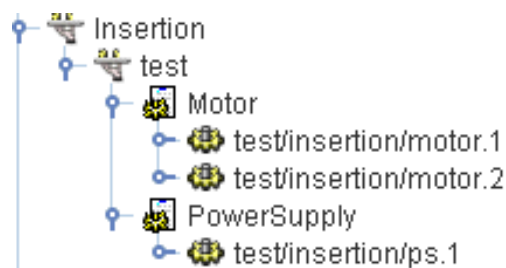 Insertion
test
Motor
test/insertion/motor.1
test/insertion/motor.2
PowerSupply
test/insertion/ps.1